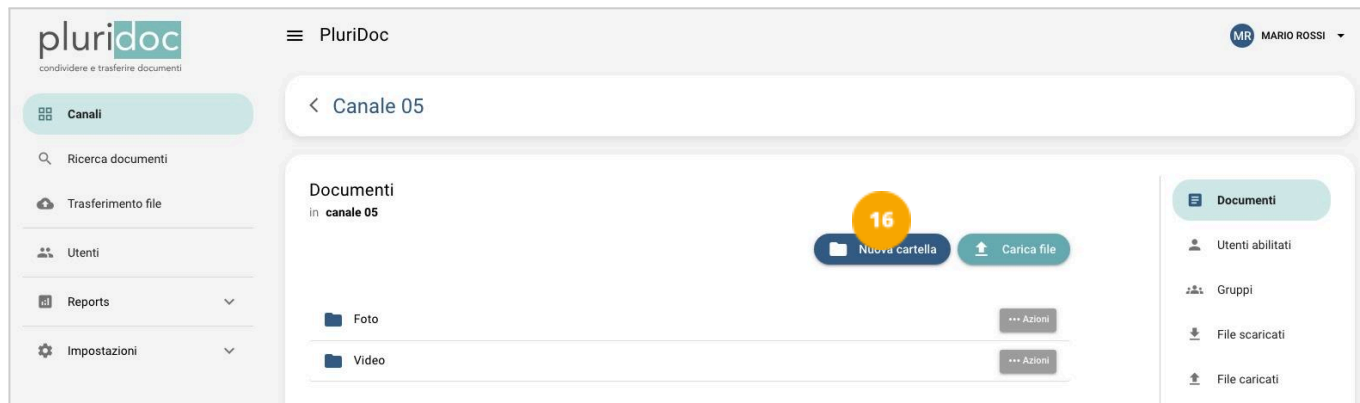 pluridoc
condividere e trasferire documenti
PluriDoc
MR MARIO ROSSI
Canali
Ricerca documenti
Trasferimento file
Utenti
Reports
Impostazioni
Canale 05
Documenti
in canale 05
16
Nuova cartella
Carica file
Foto
... Azioni
Video
... Azioni
Documenti
Utenti abilitati
Gruppi
File scaricati
File caricati